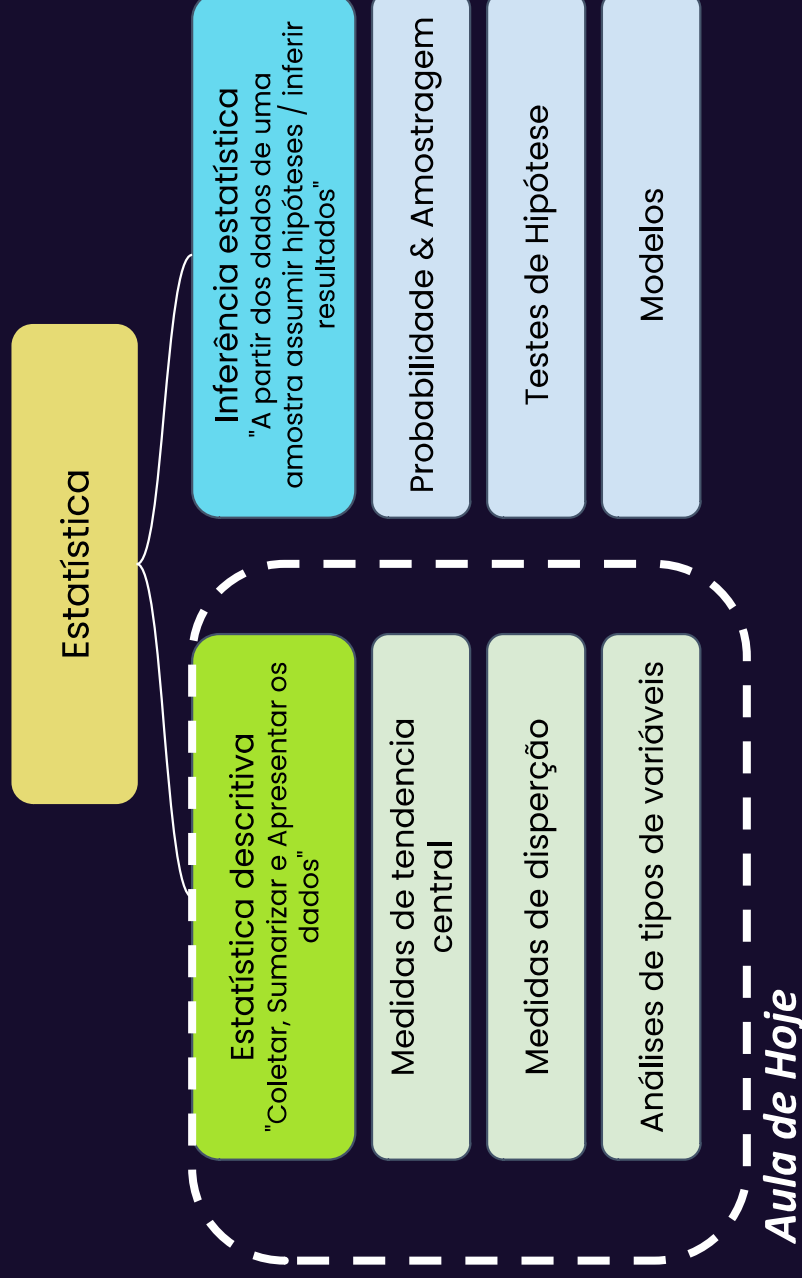 Estatística
Estatística descritiva
"Coletar, Sumarizar e Apresentar os
dados"
Medidas de tendencia
central
Medidas de disperção
Análises de tipos de variáveis
Aula de Hoje
Inferência estatística
"A partir dos dados de uma
amostra assumir hipóteses / inferir
resultados"
Probabilidade & Amostragem
Testes de Hipótese
Modelos